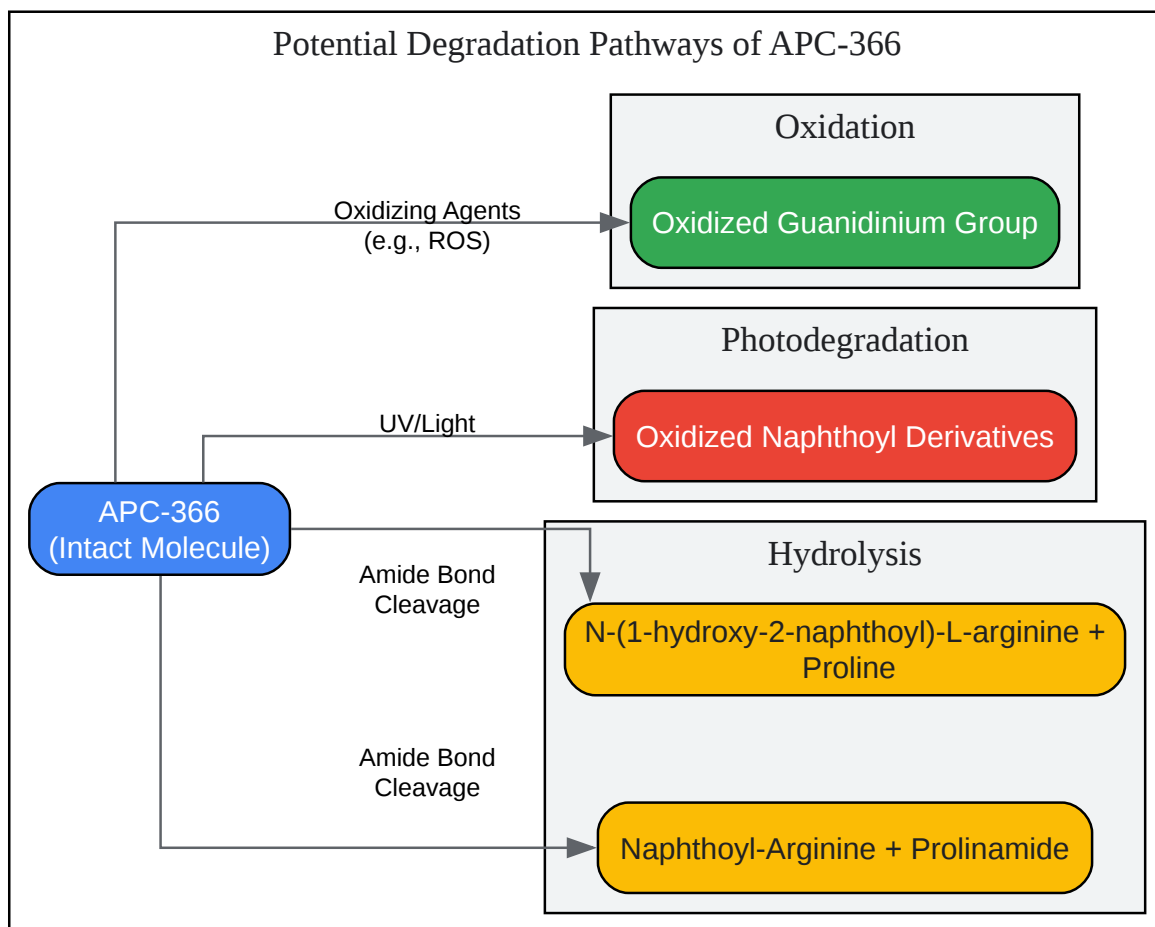 Potential Degradation Pathways of APC-366
Oxidation
Oxidizing Agents
(e.g., ROS)
Oxidized Guanidinium Group
Photodegradation
UV/Light
Oxidized Naphthoyl Derivatives
APC-366
(Intact Molecule)
Hydrolysis
Amide Bond
Cleavage
N-(1-hydroxy-2-naphthoyl)-L-arginine +
Proline
Amide Bond
Cleavage
Naphthoyl-Arginine + Prolinamide